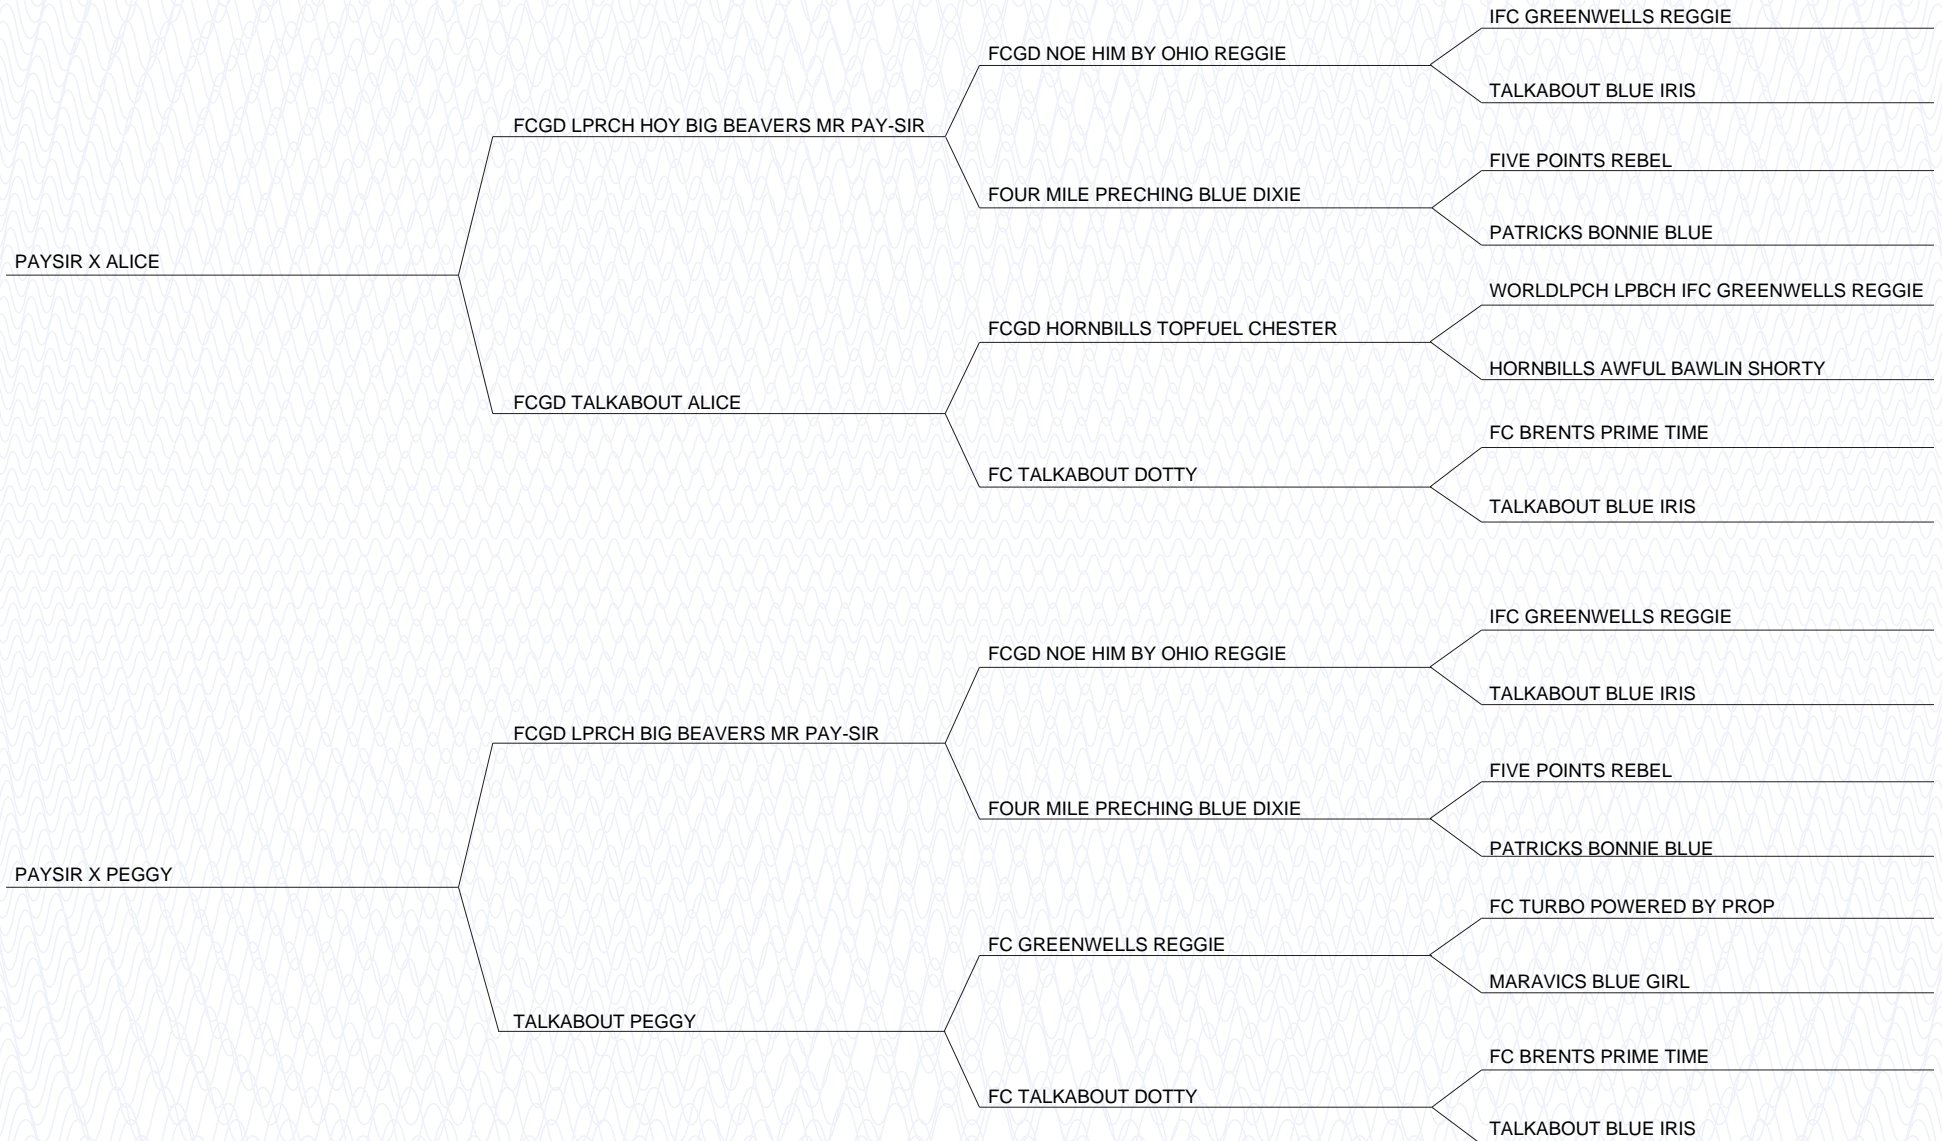 IFC GREENWELLS REGGIE
FCGD NOE HIM BY OHIO REGGIE
TALKABOUT BLUE IRIS
FCGD LPRCH HOY BIG BEAVERS MR PAY-SIR
FIVE POINTS REBEL
FOUR MILE PRECHING BLUE DIXIE
PATRICKS BONNIE BLUE
PAYSIR X ALICE
WORLDLPCH LPBCH IFC GREENWELLS REGGIE
FCGD HORNBILLS TOPFUEL CHESTER
HORNBILLS AWFUL BAWLIN SHORTY
FCGD TALKABOUT ALICE
FC BRENTS PRIME TIME
FC TALKABOUT DOTTY
TALKABOUT BLUE IRIS
IFC GREENWELLS REGGIE
FCGD NOE HIM BY OHIO REGGIE
TALKABOUT BLUE IRIS
FCGD LPRCH BIG BEAVERS MR PAY-SIR
FIVE POINTS REBEL
FOUR MILE PRECHING BLUE DIXIE
PATRICKS BONNIE BLUE
PAYSIR X PEGGY
FC TURBO POWERED BY PROP
FC GREENWELLS REGGIE
MARAVICS BLUE GIRL
TALKABOUT PEGGY
FC BRENTS PRIME TIME
FC TALKABOUT DOTTY
TALKABOUT BLUE IRIS